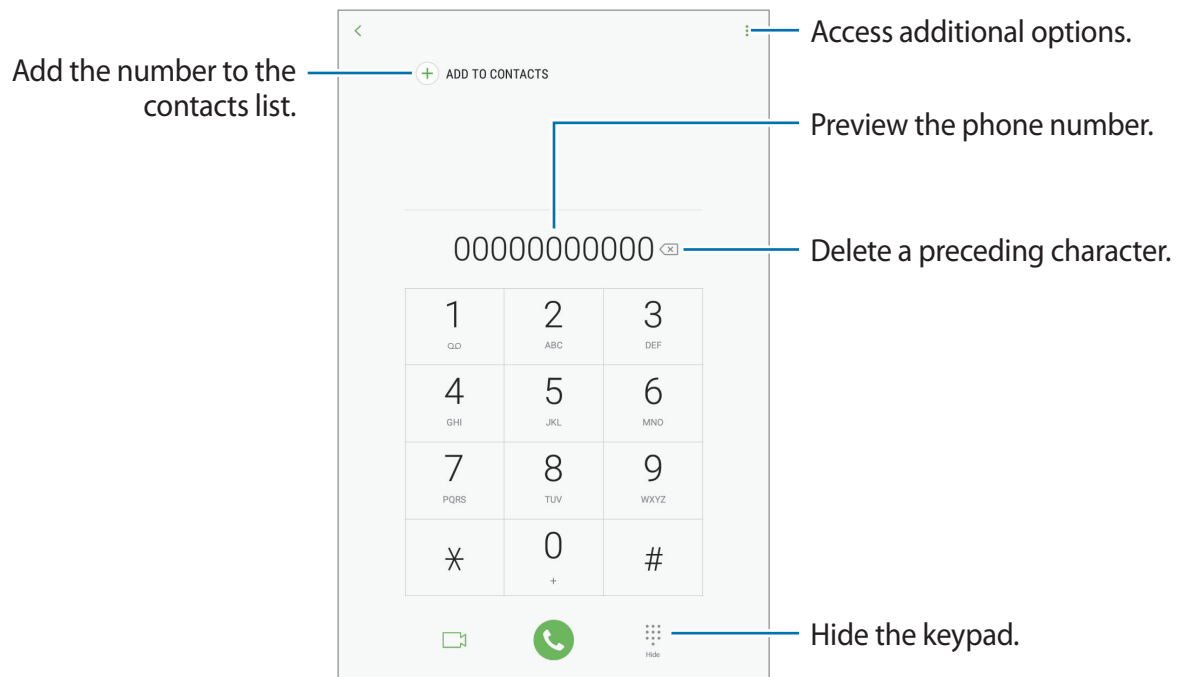 Access additional options.
Add the number to the
contacts list.
ADD TO CONTACTS
Preview the phone number.
00000000000
Delete a preceding character.
1 2 3
ABC DEF
4 5 6
GHI JKL MNO
7 8 9
PQRS TUV WXYZ
* 0 #
+
Hide
Hide the keypad.